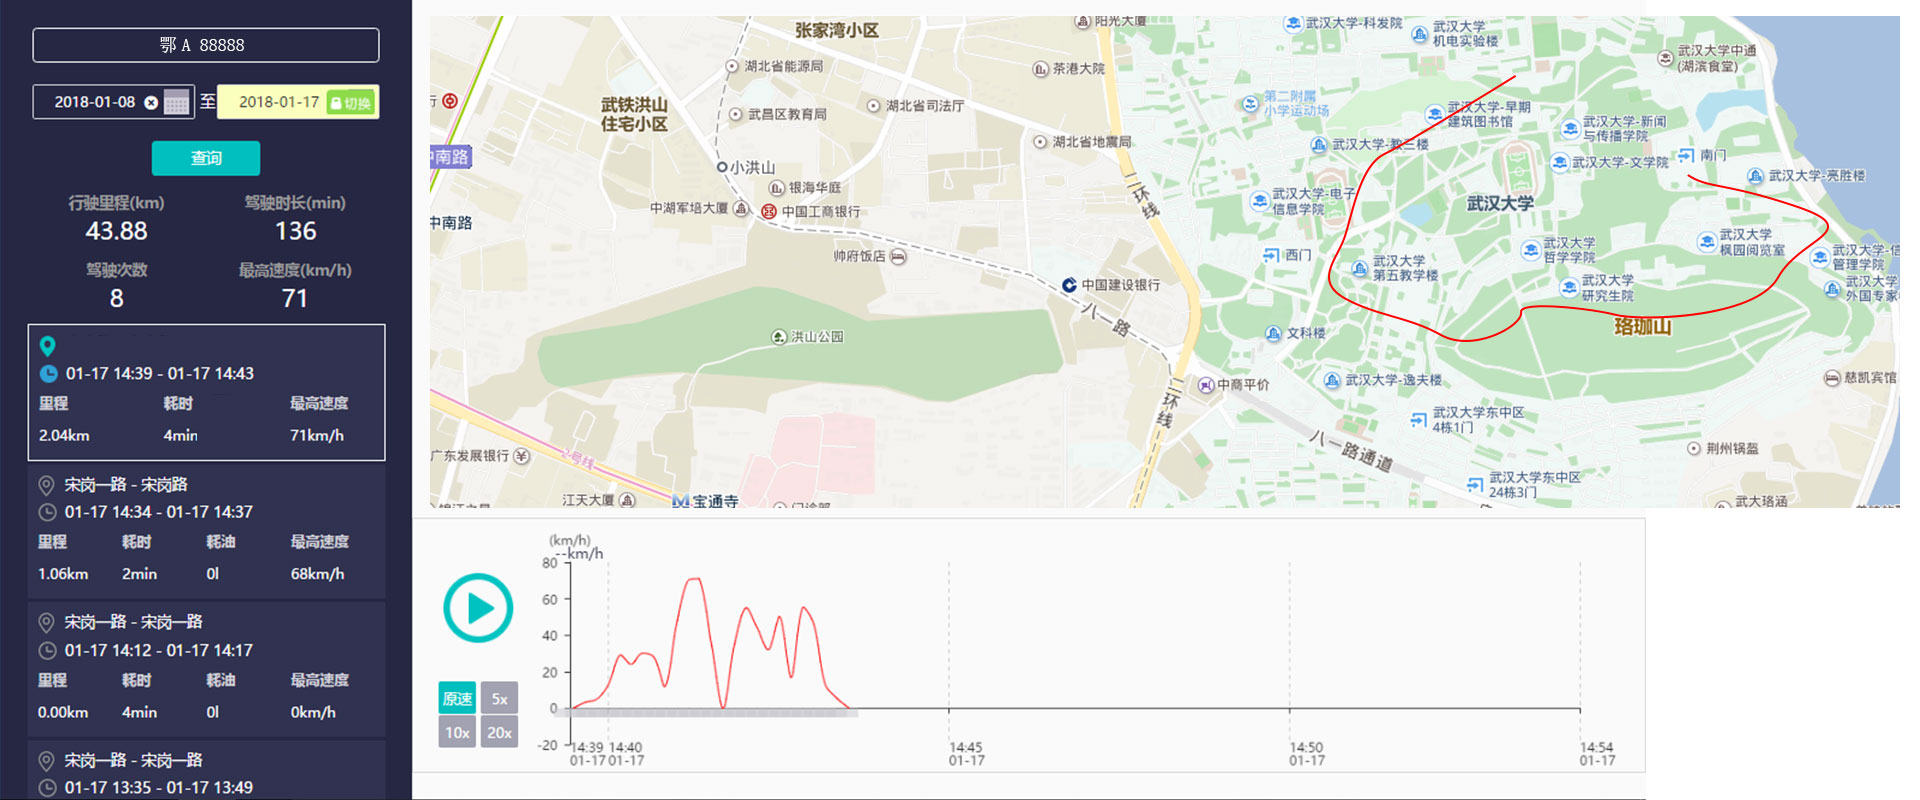 鄂 A 88888
2018-01-08
至
2018-01-17
切换
查询
行驶里程(km)
驾驶时长(min)
43.88
136
驾驶次数
最高速度(km/h)
8
71
01-17 14:39 - 01-17 14:43
里程
耗时
最高速度
2.04km
4min
71km/h
宋岗一路 - 宋岗路
01-17 14:34 - 01-17 14:37
里程
耗时
耗油
最高速度
1.06km
2min
0l
68km/h
宋岗一路 - 宋岗一路
01-17 14:12 - 01-17 14:17
里程
耗时
耗油
最高速度
0.00km
4min
0l
0km/h
宋岗一路 - 宋岗一路
01-17 13:35 - 01-17 13:49
张家湾小区
阳光大厦
武汉大学-科发院
武汉大学
机电实验楼
武汉大学中通
(湖滨食堂)
湖北省能源局
茶港大院
武铁洪山
住宅小区
武昌区教育局
湖北省司法厅
第二附属
小学运动场
武汉大学-早期
建筑图书馆
武汉大学-新闻
与传播学院
湖北省地震局
武汉大学-教三楼
武汉大学-文学院
南门
中南路
小洪山
银海华庭
武汉大学-亮胜楼
中湖军培大厦
中国工商银行
二环线
武汉大学-电子
信息学院
武汉大学
中南路
帅府饭店
西门
武汉大学
第五教学楼
武汉大学
哲学学院
武汉大学
枫园阅览室
武汉大学-信
管理学院
武汉大学
研究生院
武汉大学
外国专家
中国建设银行
八一路
洪山公园
文科楼
珞珈山
中商平价
武汉大学-逸夫楼
慈凯宾馆
二环线
武汉大学东中区
4栋1门
八一路通道
荆州锅盔
广东发展银行
2号线
武汉大学东中区
24栋3门
江天大厦
宝通寺
门诊部
武大珞涵
(km/h)
--km/h
80
60
40
20
0
-20
原速
5x
10x
20x
14:39
01-17
14:40
01-17
14:45
01-17
14:50
01-17
14:54
01-17